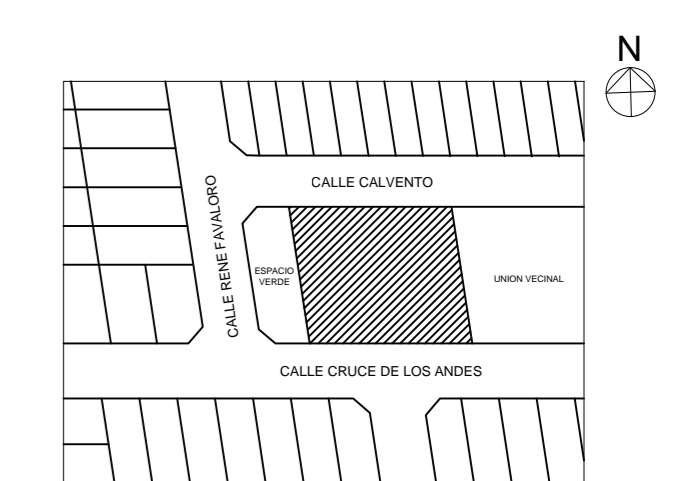 N
CALLE CALVENTO
CALLE RENE FAVALORO
ESPACIO
VERDE
UNION VECINAL
CALLE CRUCE DE LOS ANDES